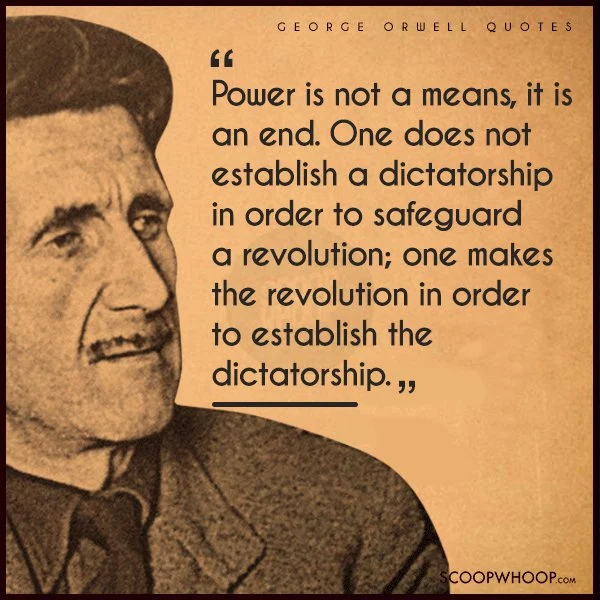 GEORGE ORWELL QUOTES
“
Power is not a means, it is
an end. One does not
establish a dictatorship
in order to safeguard
a revolution; one makes
the revolution in order
to establish the
dictatorship. ”
SCOOPWHOOP.COM